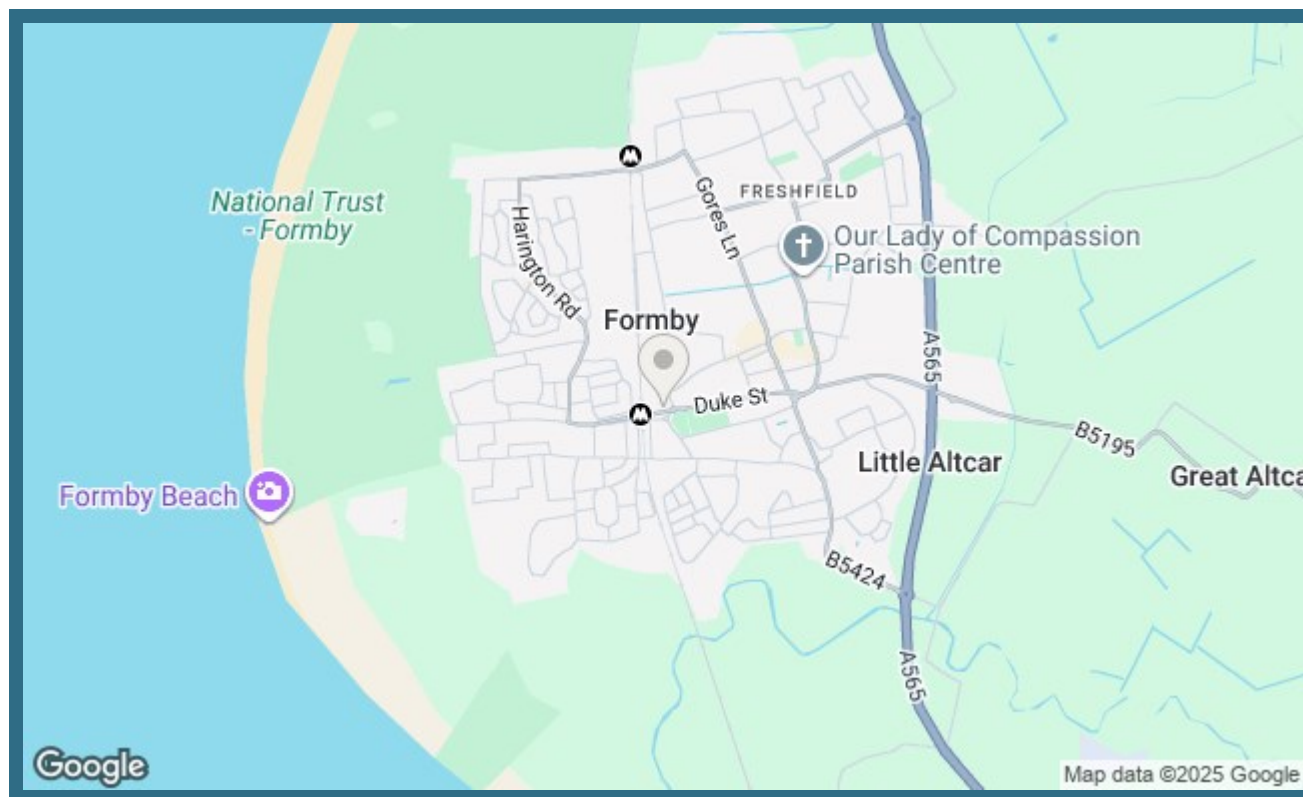 National Trust
- Formby
Harington Rd
Gores Ln
FRESHFIELD
Our Lady of Compassion
Parish Centre
Formby
A565
Duke St
B5195
Little Altcar
Great Altca
Formby Beach
B5424
A565
Google
Map data ©2025 Google